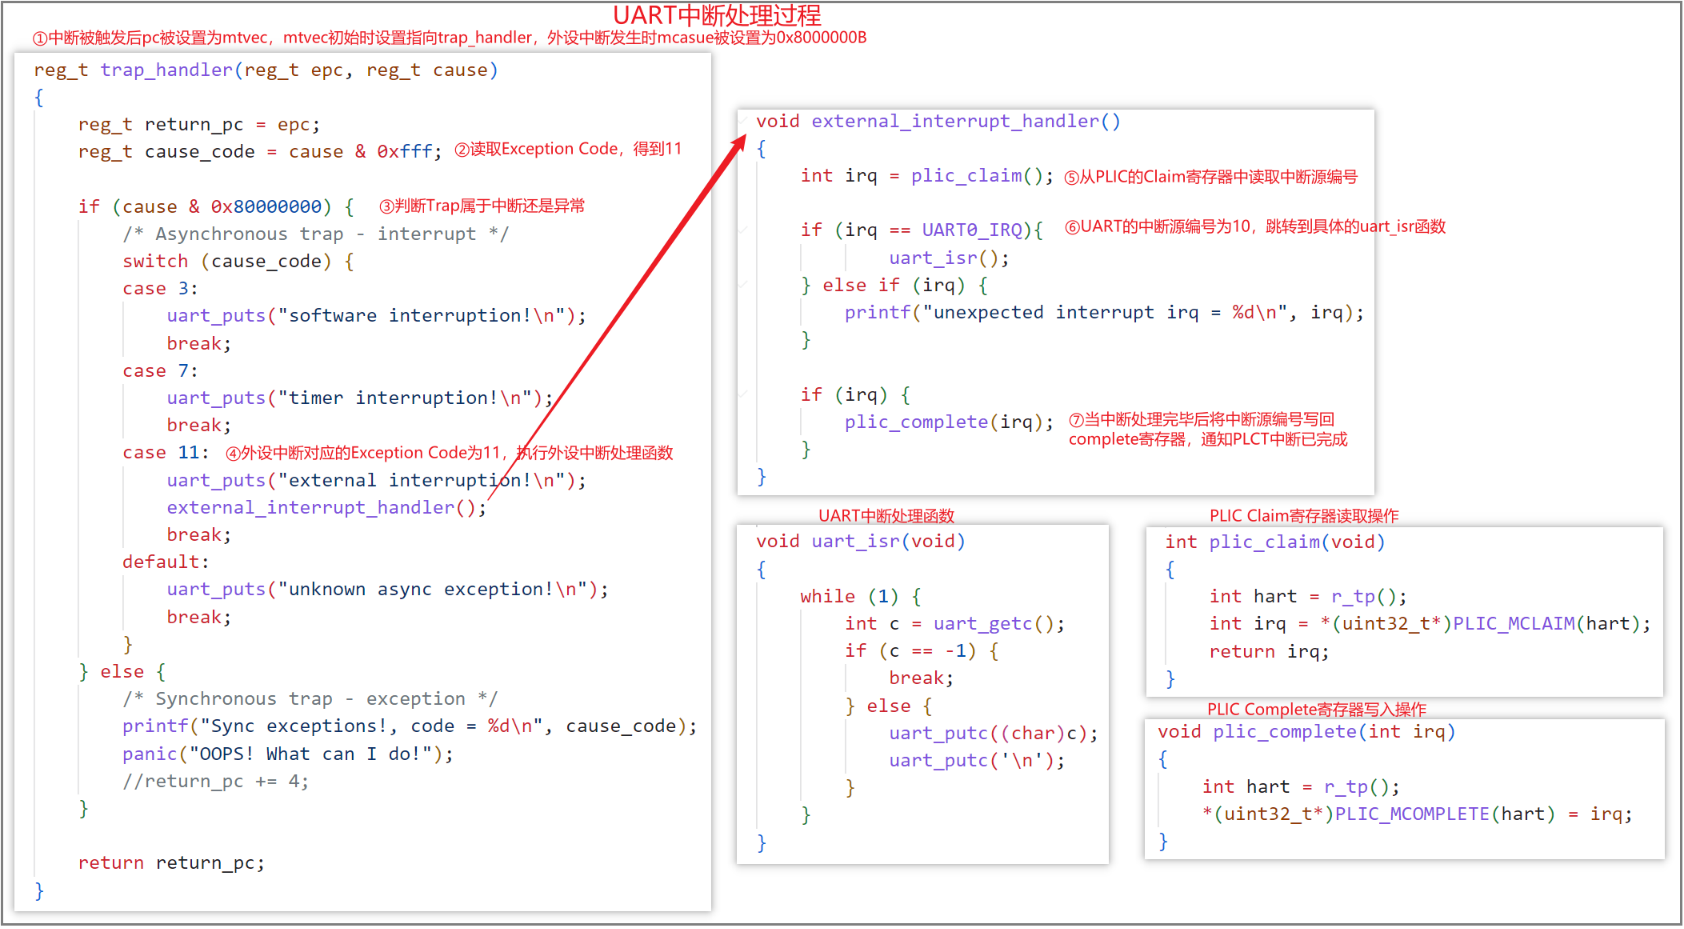 UART中断处理过程
①中断被触发后pc被设置为mtvec，mtvec初始时设置指向trap_handler，外设中断发生时mcasue被设置为0x8000000B
reg_t trap_handler(reg_t epc, reg_t cause)
{
reg_t return_pc = epc;
reg_t cause_code = cause & 0xfff; ②读取Exception Code，得到11
if (cause & 0x80000000) { ③判断Trap属于中断还是异常
/* Asynchronous trap - interrupt */
switch (cause_code) {
case 3:
uart_puts("software interruption!\n");
break;
case 7:
uart_puts("timer interruption!\n");
break;
case 11: ④外设中断对应的Exception Code为11，执行外设中断处理函数
uart_puts("external interruption!\n");
external_interrupt_handler();
break;
default:
uart_puts("unknown async exception!\n");
break;
}
} else {
/* Synchronous trap - exception */
printf("Sync exceptions!, code = %d\n", cause_code);
panic("OOPS! What can I do!");
//return_pc += 4;
}
return return_pc;
}
void external_interrupt_handler()
{
int irq = plic_claim(); ⑤从PLIC的Claim寄存器中读取中断源编号
if (irq == UART0_IRQ){ ⑥UART的中断源编号为10，跳转到具体的uart_isr函数
uart_isr();
} else if (irq) {
printf("unexpected interrupt irq = %d\n", irq);
}
if (irq) {
plic_complete(irq); ⑦当中断处理完毕后将中断源编号写回
complete寄存器，通知PLCT中断已完成
}
}
UART中断处理函数
void uart_isr(void)
{
while (1) {
int c = uart_getc();
if (c == -1) {
break;
} else {
uart_putc((char)c);
uart_putc('\n');
}
}
}
PLIC Claim寄存器读取操作
int plic_claim(void)
{
int hart = r_tp();
int irq = *(uint32_t*)PLIC_MCLAIM(hart);
return irq;
}
PLIC Complete寄存器写入操作
void plic_complete(int irq)
{
int hart = r_tp();
*(uint32_t*)PLIC_MCOMPLETE(hart) = irq;
}